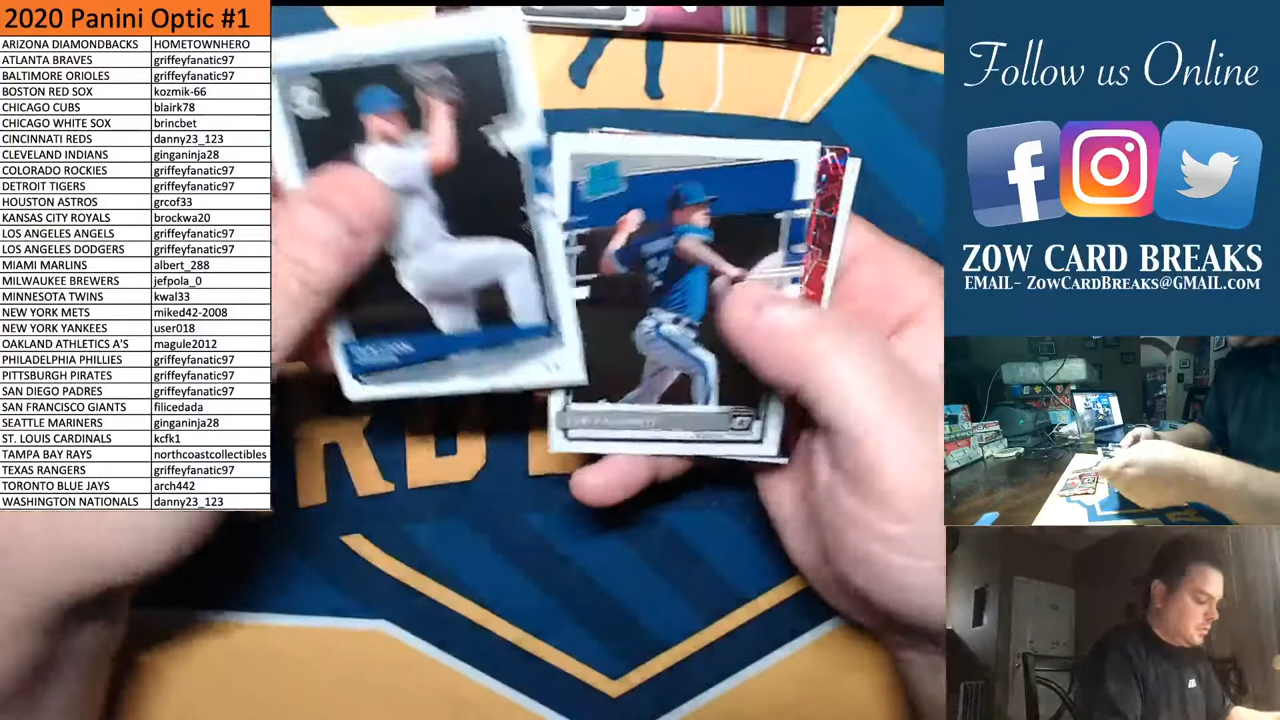 2020 Panini Optic #1
ARIZONA DIAMONDBACKS HOMETOWNHERO
ATLANTA BRAVES griffeyfanatic97
BALTIMORE ORIOLES griffeyfanatic97
BOSTON RED SOX kozmik-66
CHICAGO CUBS blairk78
CHICAGO WHITE SOX brincbet
CINCINNATI REDS danny23_123
CLEVELAND INDIANS ginganinja28
COLORADO ROCKIES griffeyfanatic97
DETROIT TIGERS griffeyfanatic97
HOUSTON ASTROS grcof33
KANSAS CITY ROYALS brockwa20
LOS ANGELES ANGELS griffeyfanatic97
LOS ANGELES DODGERS griffeyfanatic97
MIAMI MARLINS albert_288
MILWAUKEE BREWERS jefpola_0
MINNESOTA TWINS kwal33
NEW YORK METS miked42-2008
NEW YORK YANKEES user018
OAKLAND ATHLETICS A'S magule2012
PHILADELPHIA PHILLIES griffeyfanatic97
PITTSBURGH PIRATES griffeyfanatic97
SAN DIEGO PADRES griffeyfanatic97
SAN FRANCISCO GIANTS filicedada
SEATTLE MARINERS ginganinja28
ST. LOUIS CARDINALS kcfk1
TAMPA BAY RAYS northcoastcollectibles
TEXAS RANGERS griffeyfanatic97
TORONTO BLUE JAYS arch442
WASHINGTON NATIONALS danny23_123
Follow us Online
ZOW CARD BREAKS
EMAIL- ZOWCARDBREAKS@GMAIL.COM